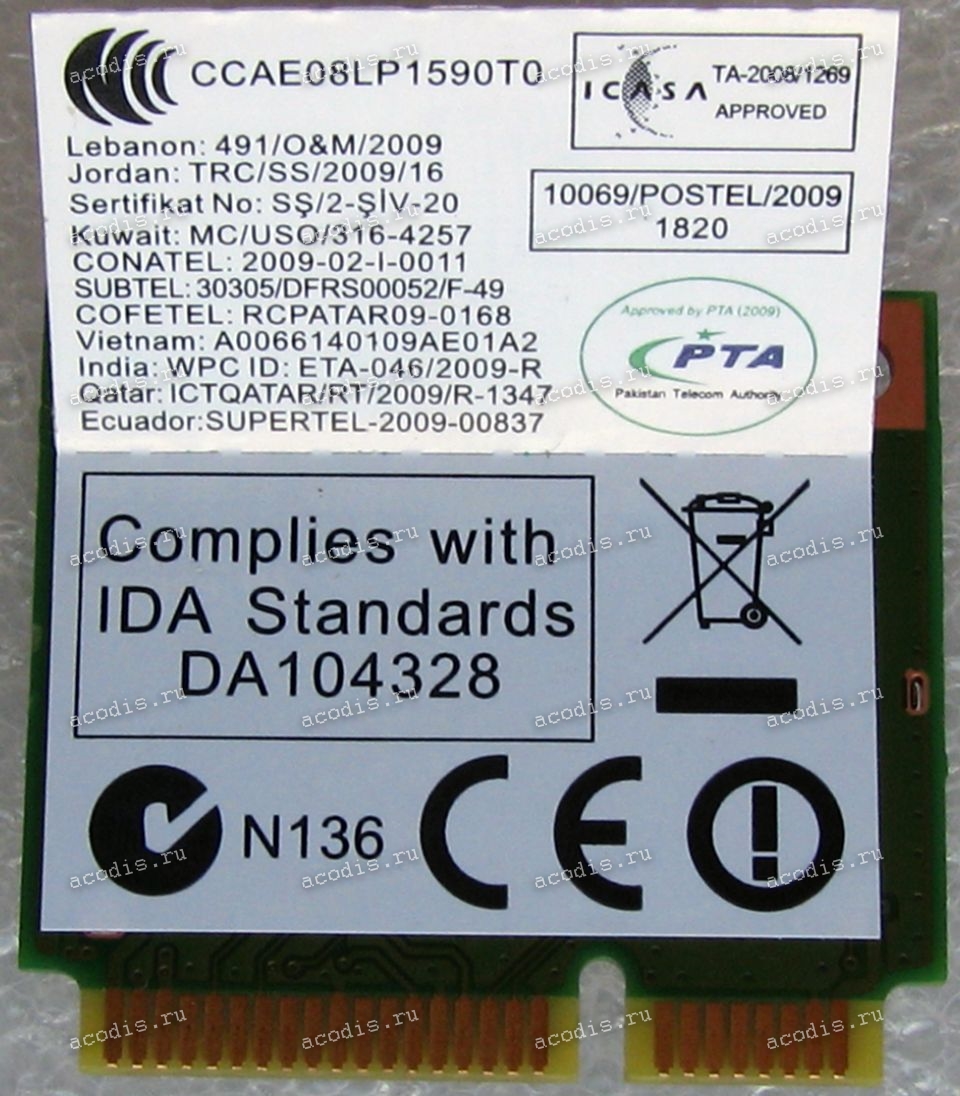 CCAE08LP1590T0
ICASA TA-2008/1269
APPROVED
Lebanon: 491/O&M/2009
Jordan: TRC/SS/2009/16
Sertifikat No: SŞ/2-ŞİV-20
Kuwait: MC/USO/316-4257
CONATEL: 2009-02-I-0011
SUBTEL: 30305/DFRS00052/F-49
COFETEL: RCPATAR09-0168
Vietnam: A0066140109AE01A2
India: WPC ID: ETA-046/2009-R
Qatar: ICTQATAR/RT/2009/R-1347
Ecuador:SUPERTEL-2009-00837
10069/POSTEL/2009
1820
Approved by PTA (2009)
PTA
Pakistan Telecom Authority
Complies with
IDA Standards
DA104328
N136
CE
acodis.ru